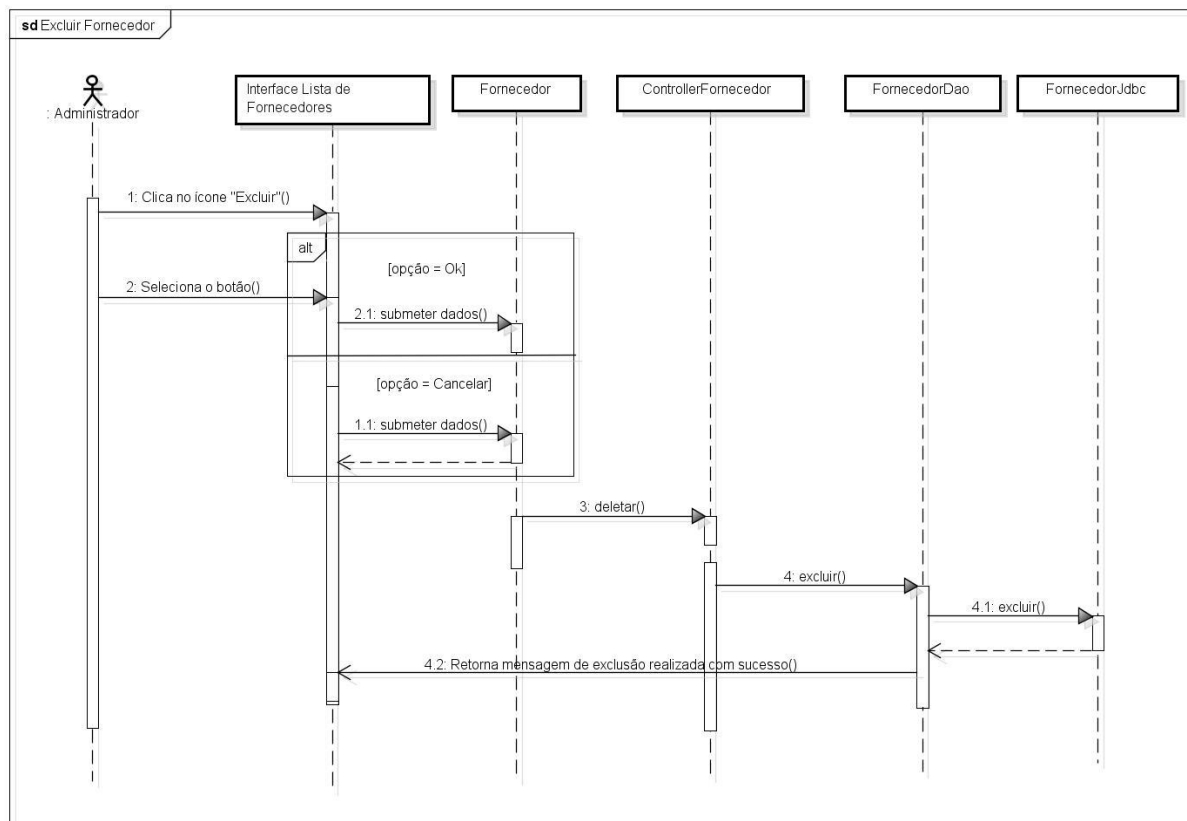 sd Excluir Fornecedor
: Administrador
Interface Lista de
Fornecedores
Fornecedor
ControllerFornecedor
FornecedorDao
FornecedorJdbc
1: Clica no ícone "Excluir"()
alt
[opção = Ok]
2: Seleciona o botão()
2.1: submeter dados()
[opção = Cancelar]
1.1: submeter dados()
3: deletar()
4: excluir()
4.1: excluir()
4.2: Retorna mensagem de exclusão realizada com sucesso()